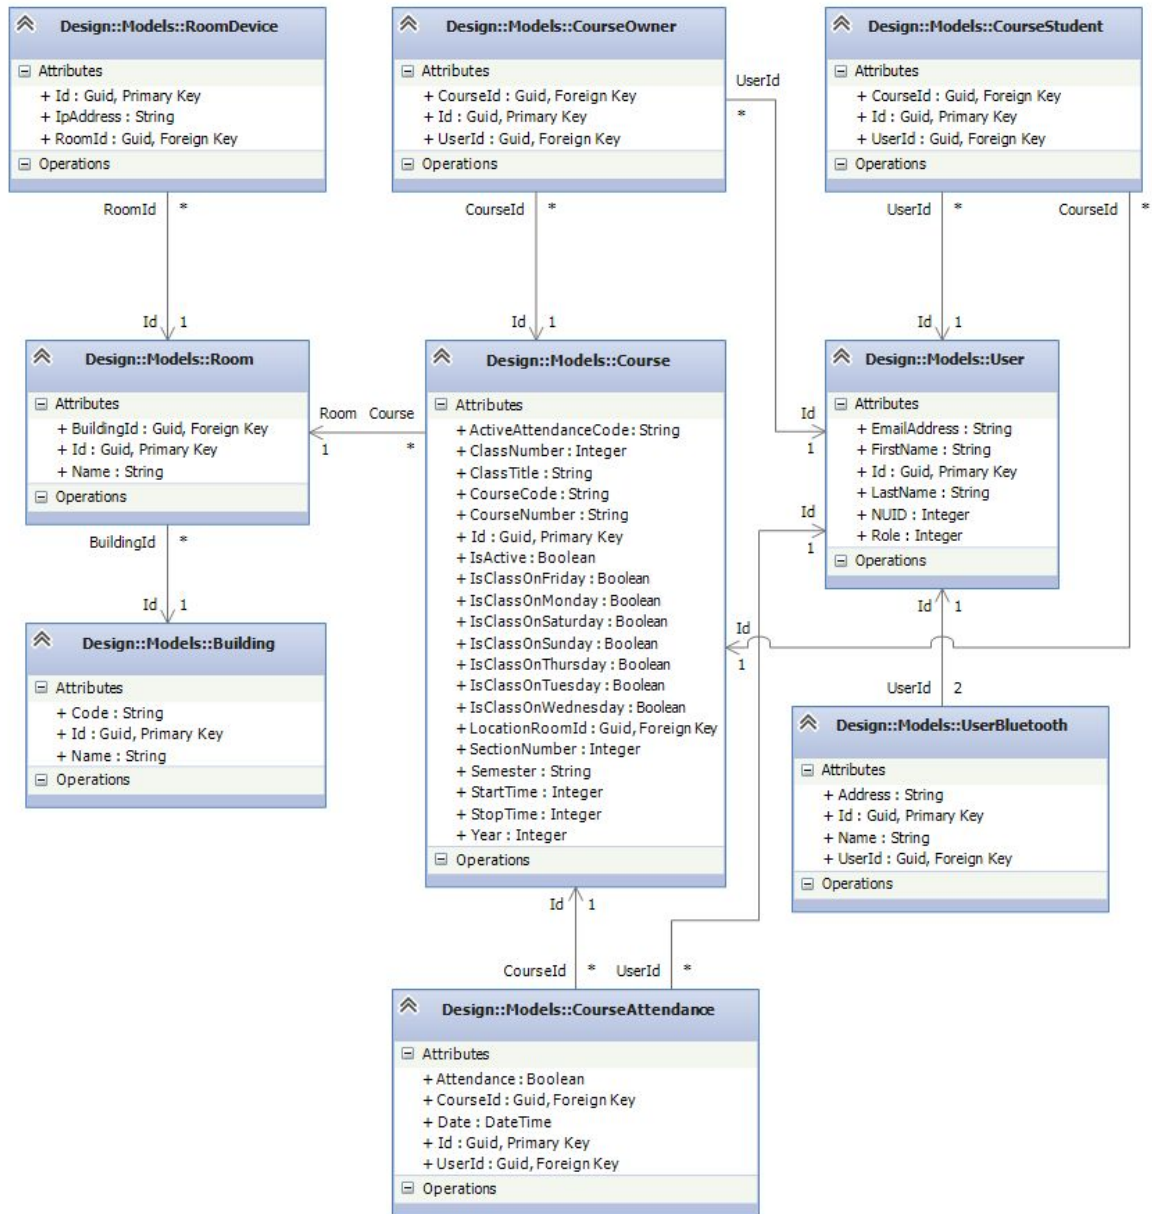 Design::Models::RoomDevice
Attributes
+ Id : Guid, Primary Key
+ IpAddress : String
+ RoomId : Guid, Foreign Key
Operations
Design::Models::CourseOwner
Attributes
+ CourseId : Guid, Foreign Key
+ Id : Guid, Primary Key
+ UserId : Guid, Foreign Key
Operations
Design::Models::CourseStudent
Attributes
+ CourseId : Guid, Foreign Key
+ Id : Guid, Primary Key
+ UserId : Guid, Foreign Key
Operations
UserId
*
RoomId *
CourseId *
UserId *
CourseId *
Id 1
Id 1
Id 1
Design::Models::Room
Attributes
+ BuildingId : Guid, Foreign Key
+ Id : Guid, Primary Key
+ Name : String
Operations
Room Course
1 *
Design::Models::Course
Attributes
+ ActiveAttendanceCode : String
+ ClassNumber : Integer
+ ClassTitle : String
+ CourseCode : String
+ CourseNumber : String
+ Id : Guid, Primary Key
+ IsActive : Boolean
+ IsClassOnFriday : Boolean
+ IsClassOnMonday : Boolean
+ IsClassOnSaturday : Boolean
+ IsClassOnSunday : Boolean
+ IsClassOnThursday : Boolean
+ IsClassOnTuesday : Boolean
+ IsClassOnWednesday : Boolean
+ LocationRoomId : Guid, Foreign Key
+ SectionNumber : Integer
+ Semester : String
+ StartTime : Integer
+ StopTime : Integer
+ Year : Integer
Operations
Design::Models::User
Attributes
+ EmailAddress : String
+ FirstName : String
+ Id : Guid, Primary Key
+ LastName : String
+ NUID : Integer
+ Role : Integer
Operations
Id
1
Id
1
BuildingId *
Id 1
Id 1
Id
1
Design::Models::Building
Attributes
+ Code : String
+ Id : Guid, Primary Key
+ Name : String
Operations
UserId 2
Design::Models::UserBluetooth
Attributes
+ Address : String
+ Id : Guid, Primary Key
+ Name : String
+ UserId : Guid, Foreign Key
Operations
Id 1
CourseId * UserId *
Design::Models::CourseAttendance
Attributes
+ Attendance : Boolean
+ CourseId : Guid, Foreign Key
+ Date : DateTime
+ Id : Guid, Primary Key
+ UserId : Guid, Foreign Key
Operations